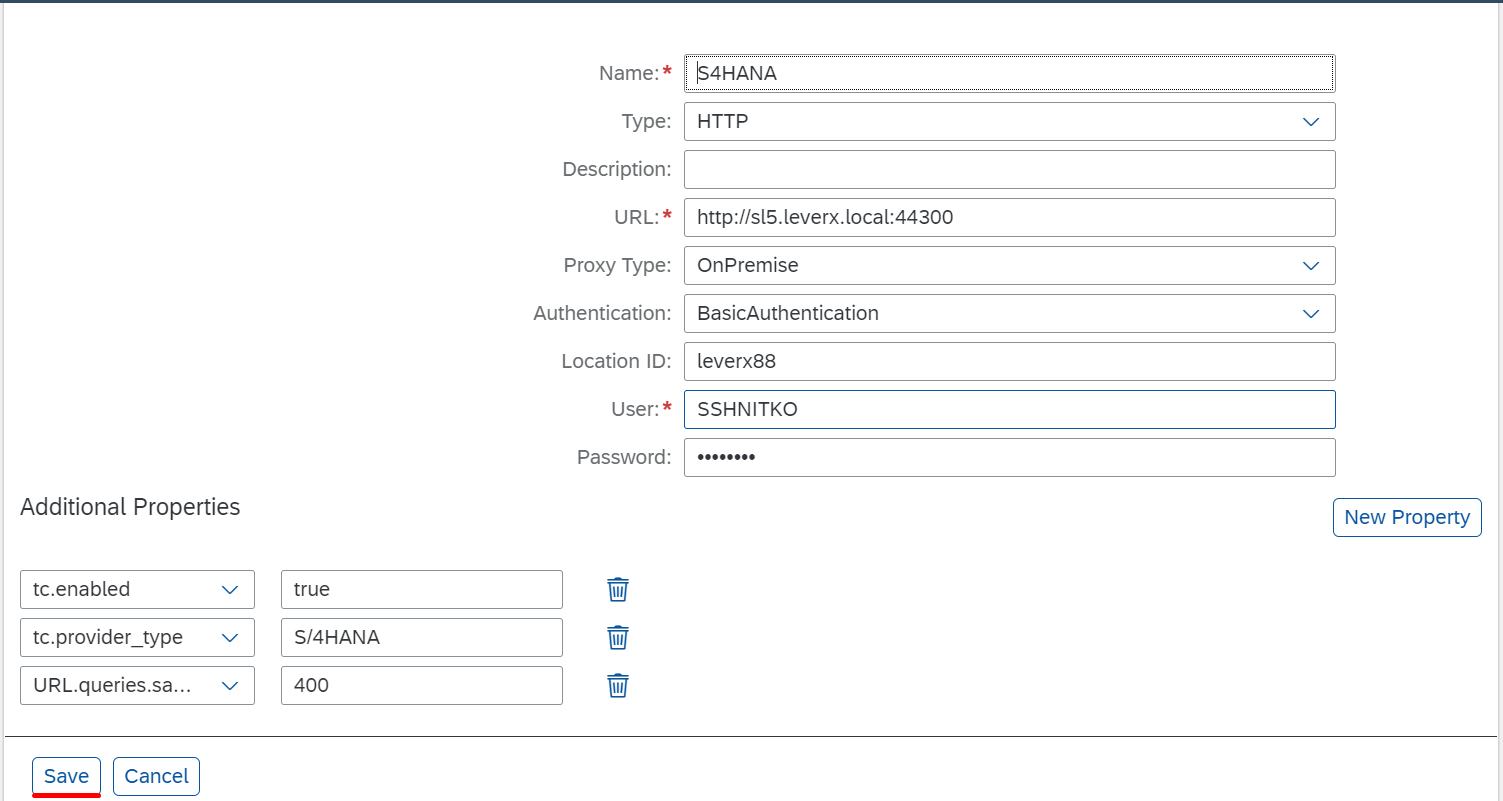 Name:* S4HANA
Type: HTTP
Description:
URL:* http://sl5.leverx.local:44300
Proxy Type: OnPremise
Authentication: BasicAuthentication
Location ID: leverx88
User:* SSHNITKO
Password: ••••••••
Additional Properties
New Property
tc.enabled true
tc.provider_type S/4HANA
URL.queries.sa... 400
Save Cancel